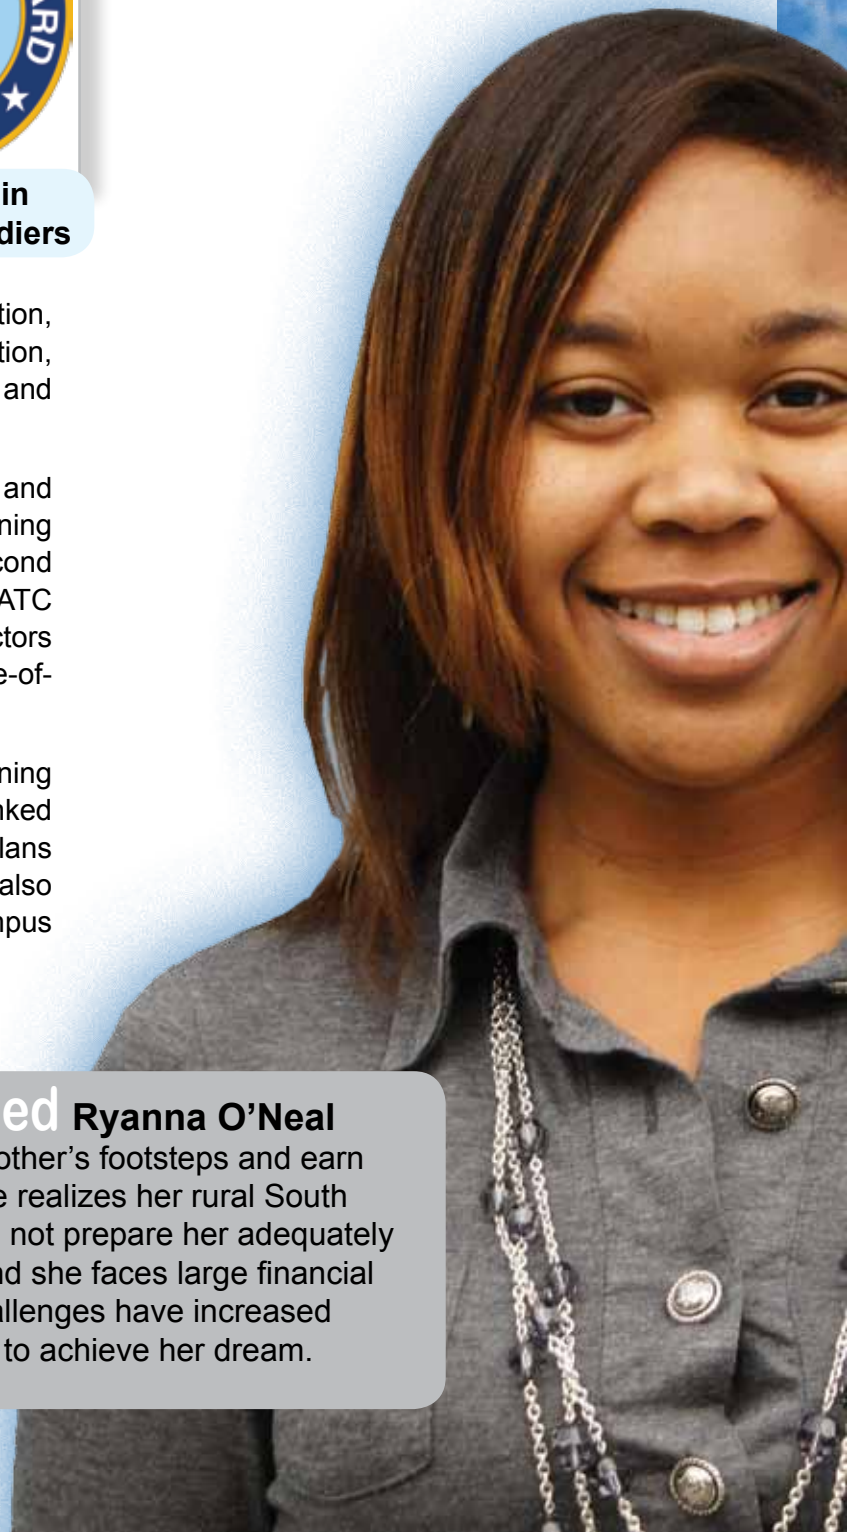 ARD
in
diers
tion,
tion,
and
and
ning
cond
ATC
ctors
e-of-
ning
nked
lans
also
npus
ed Ryanna O’Neal
other’s footsteps and earn
e realizes her rural South
not prepare her adequately
nd she faces large financial
allenges have increased
to achieve her dream.